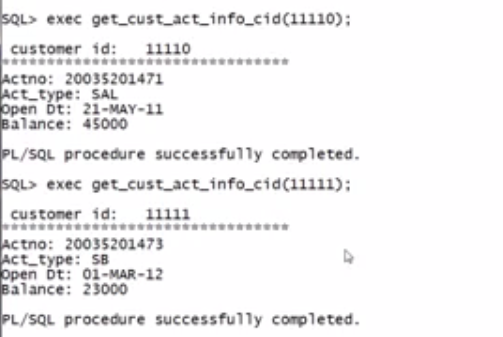 SQL> exec get_cust_act_info_cid(11110);
customer id:   11110
*******************************
Actno: 20035201471
Act_type: SAL
Open Dt: 21-MAY-11
Balance: 45000
PL/SQL procedure successfully completed.
SQL> exec get_cust_act_info_cid(11111);
customer id:   11111
*******************************
Actno: 20035201473
Act_type: SB
Open Dt: 01-MAR-12
Balance: 23000
PL/SQL procedure successfully completed.